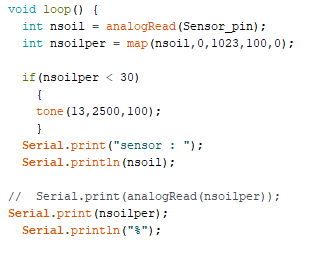 void loop() {
  int nsoil = analogRead(Sensor_pin);
  int nsoilper = map(nsoil,0,1023,100,0);

  if(nsoilper < 30)
    {
    tone(13,2500,100);
    }
  Serial.print("sensor : ");
  Serial.println(nsoil);

//  Serial.print(analogRead(nsoilper));
Serial.print(nsoilper);
  Serial.println("%");